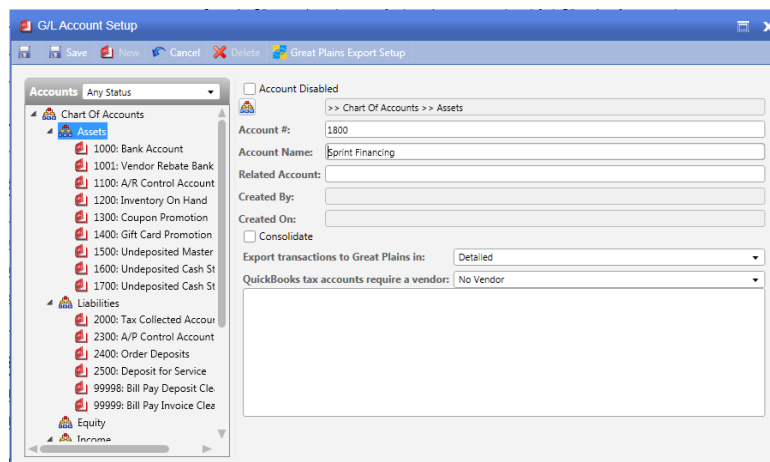 G/L Account Setup
Save New Cancel Delete Great Plains Export Setup
Accounts Any Status
Chart Of Accounts
Assets
1000: Bank Account
1001: Vendor Rebate Bank
1100: A/R Control Account
1200: Inventory On Hand
1300: Coupon Promotion
1400: Gift Card Promotion
1500: Undeposited Master
1600: Undeposited Cash St
1700: Undeposited Cash St
Liabilities
2000: Tax Collected Accour
2300: A/P Control Account
2400: Order Deposits
2500: Deposit for Service
99998: Bill Pay Deposit Cle
99999: Bill Pay Invoice Clea
Equity
Income
Account Disabled
>> Chart Of Accounts >> Assets
Account #: 1800
Account Name: Sprint Financing
Related Account:
Created By:
Created On:
Consolidate
Export transactions to Great Plains in: Detailed
QuickBooks tax accounts require a vendor: No Vendor